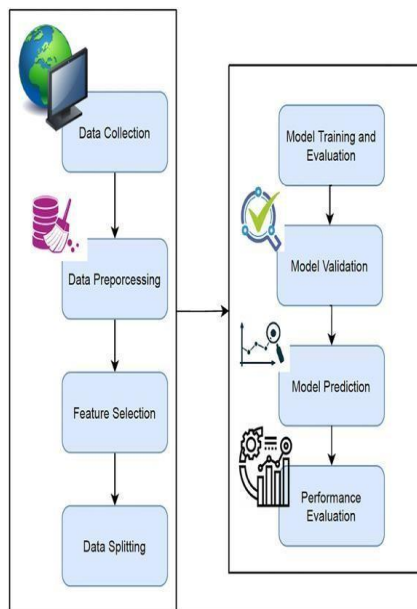 Data Collection
Data Preporcessing
Feature Selection
Data Splitting
Model Training and
Evaluation
Model Validation
Model Prediction
Performance
Evaluation